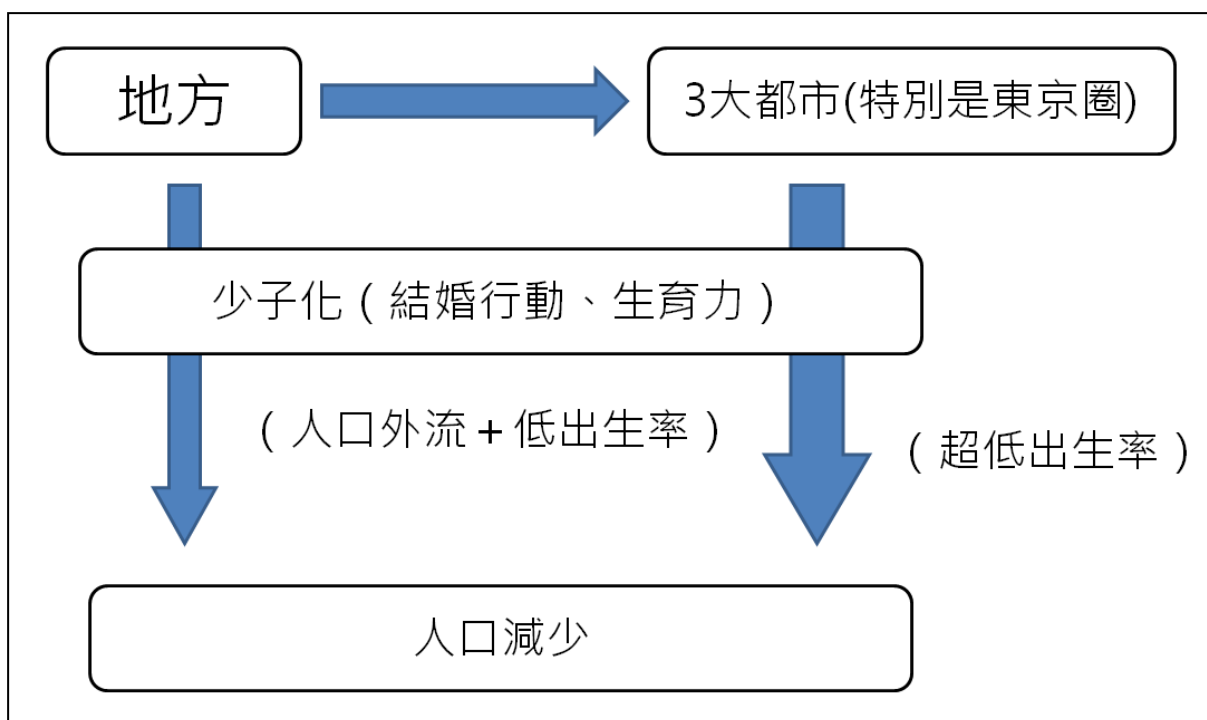 地方
3大都市(特別是東京圈)
少子化（結婚行動、生育力）
（人口外流＋低出生率）
（超低出生率）
人口減少